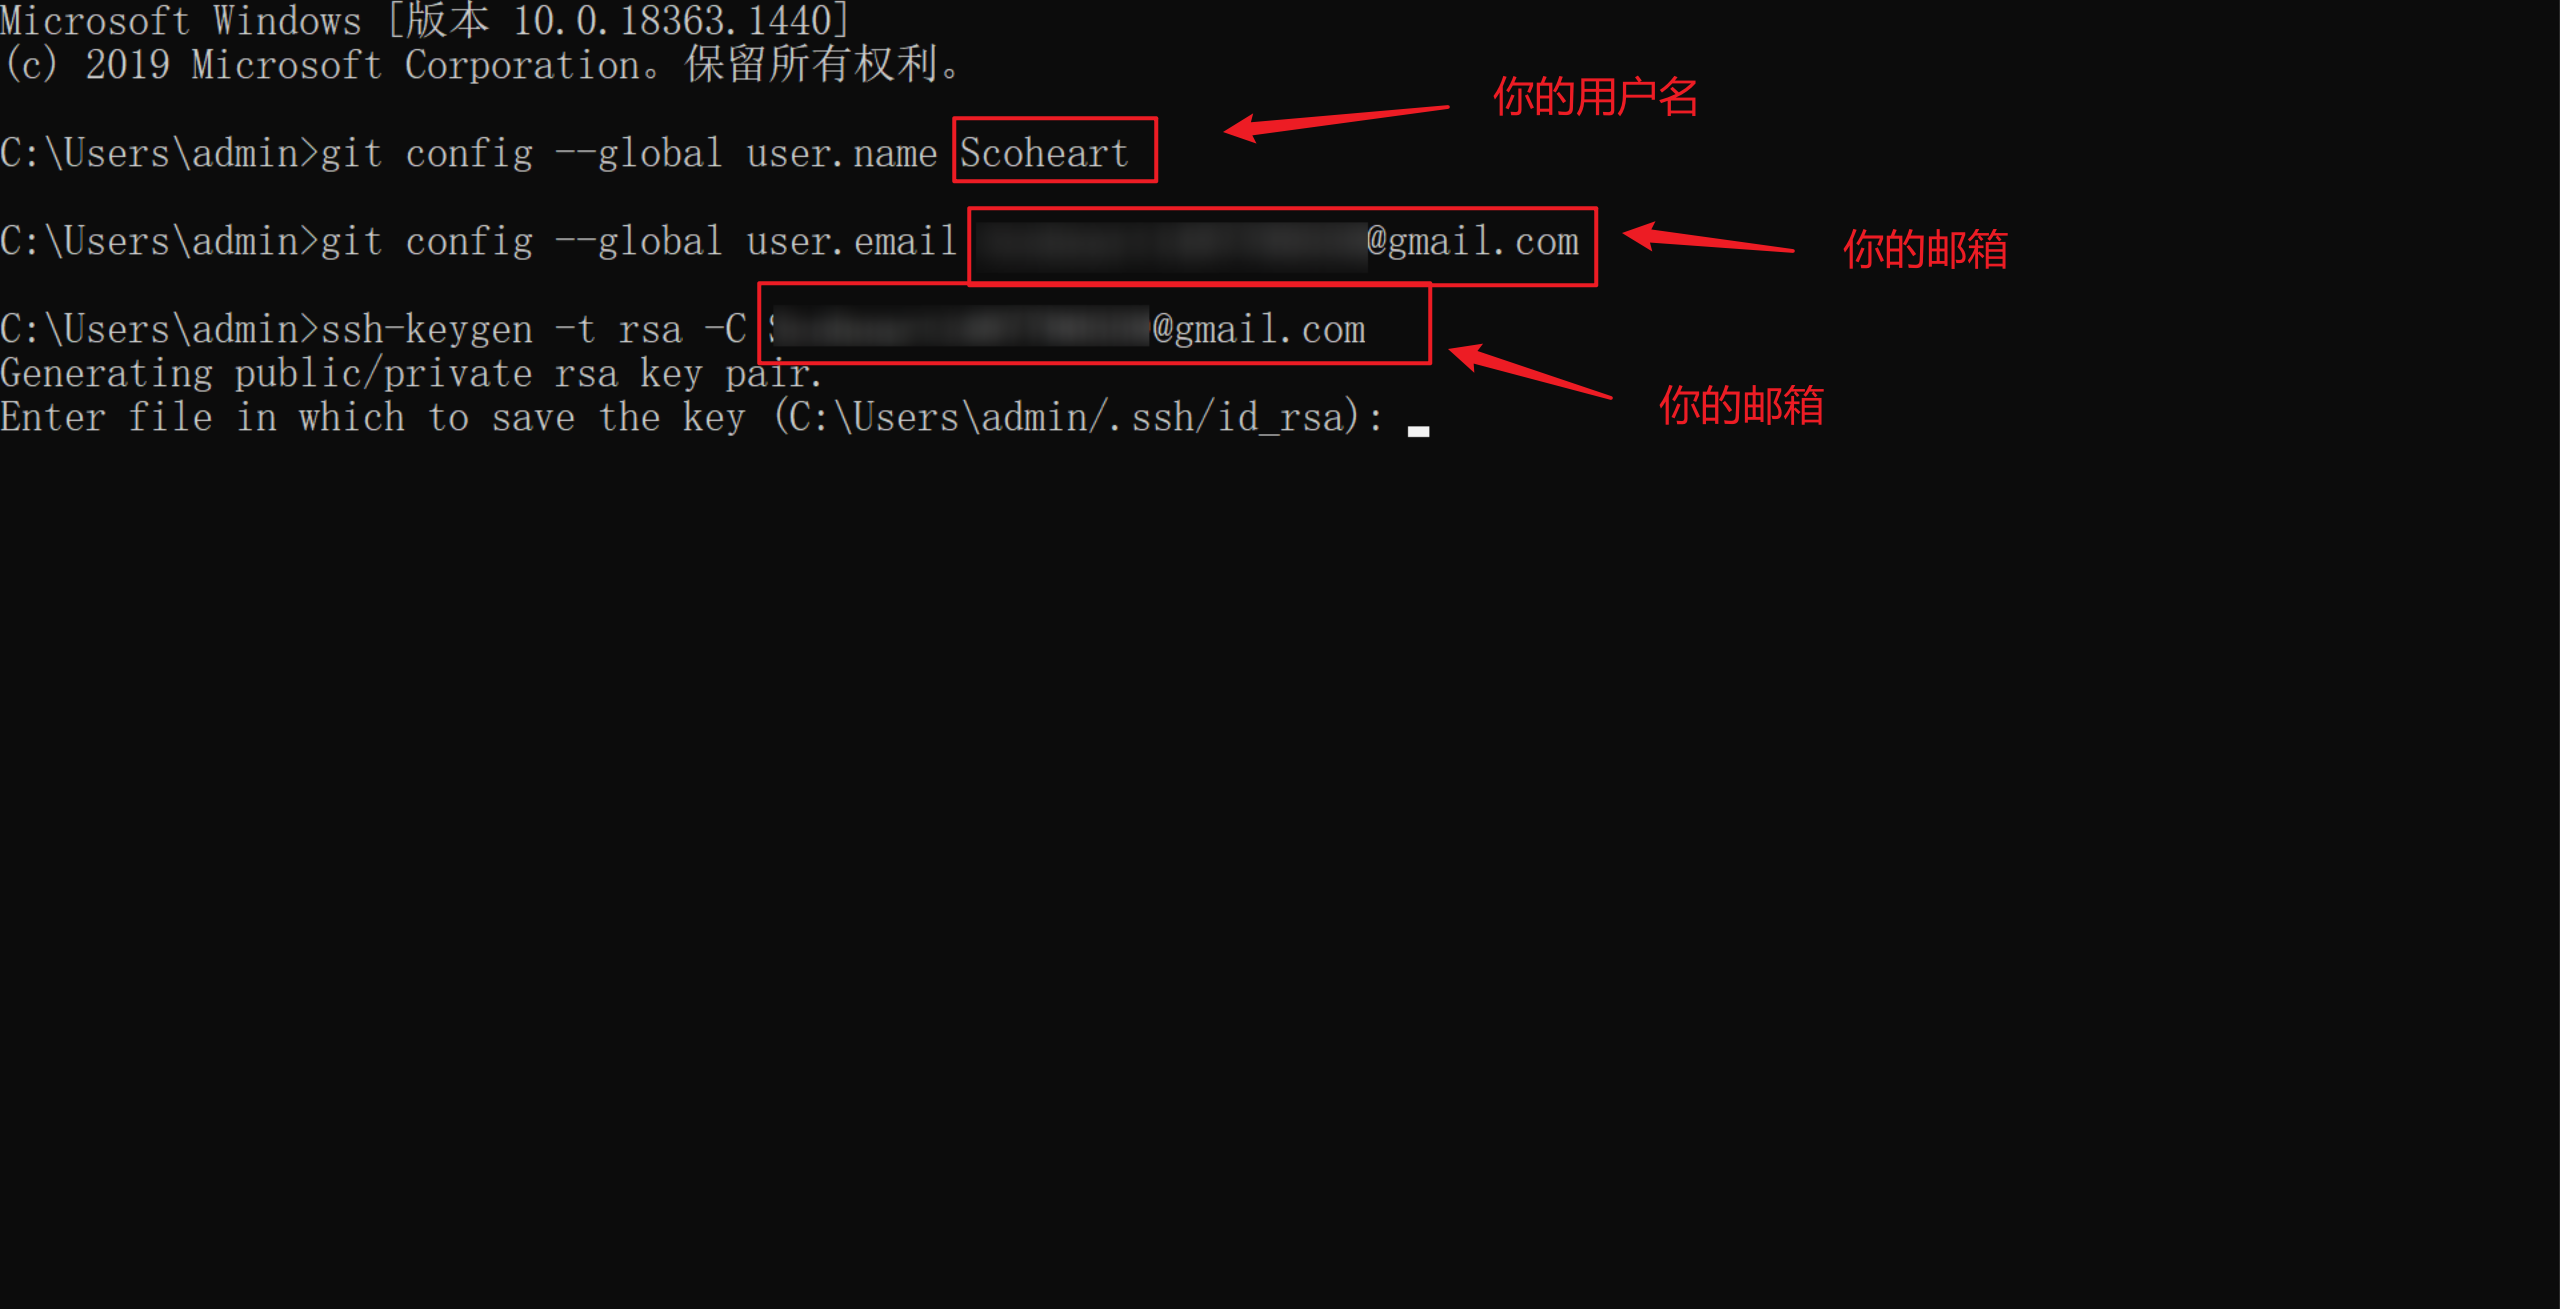 Microsoft Windows [版本 10.0.18363.1440]
(c) 2019 Microsoft Corporation。保留所有权利。
你的用户名
C:\Users\admin>git config --global user.name Scoheart
C:\Users\admin>git config --global user.email @gmail.com
你的邮箱
C:\Users\admin>ssh-keygen -t rsa -C @gmail.com
Generating public/private rsa key pair.
你的邮箱
Enter file in which to save the key (C:\Users\admin/.ssh/id_rsa):